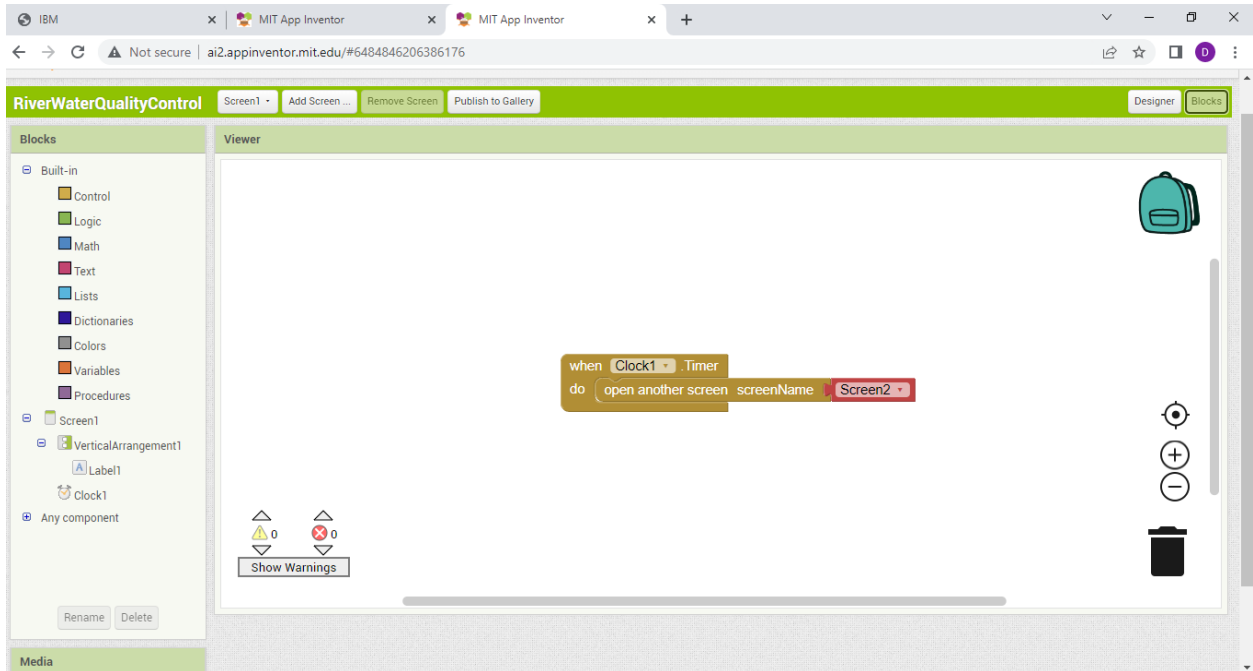 IBM
MIT App Inventor
MIT App Inventor
Not secure
ai2.appinventor.mit.edu/#6484846206386176
D
RiverWaterQualityControl
Screen1
Add Screen ...
Remove Screen
Publish to Gallery
Designer
Blocks
Blocks
Viewer
Built-in
Control
Logic
Math
Text
Lists
Dictionaries
Colors
Variables
Procedures
Screen1
VerticalArrangement1
A Label1
Clock1
Any component
when Clock1 .Timer
do open another screen screenName Screen2
0 0
Show Warnings
Rename Delete
Media